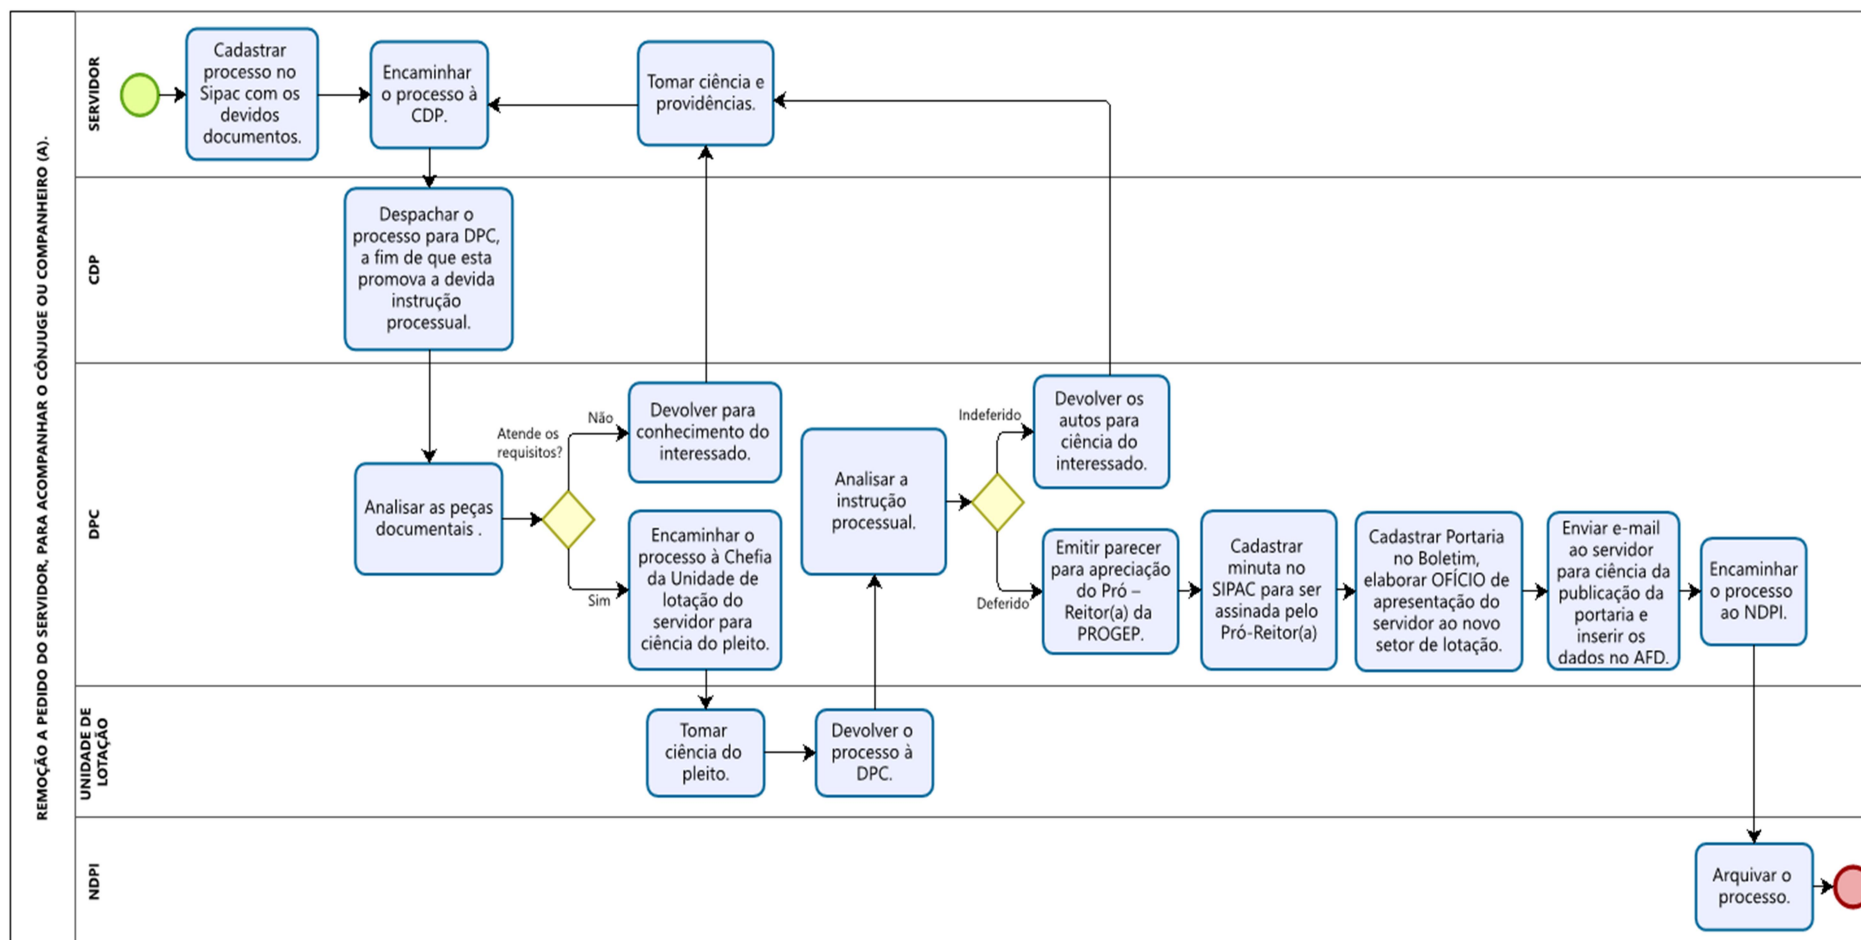 REMOÇÃO A PEDIDO DO SERVIDOR, PARA ACOMPANHAR O CÔNJUGE OU COMPANHEIRO (A).
SERVIDOR
Cadastrar
processo no
Sipac com os
devidos
documentos.
Encaminhar
o processo à
CDP.
Tomar ciência e
providências.
CDP
Despachar o
processo para DPC,
a fim de que esta
promova a devida
instrução
processual.
DPC
Analisar as peças
documentais .
Atende os
requisitos?
Não
Devolver para
conhecimento do
interessado.
Sim
Encaminhar o
processo à Chefia
da Unidade de
lotação do
servidor para
ciência do pleito.
Analisar a
instrução
processual.
Indeferido
Devolver os
autos para
ciência do
interessado.
Deferido
Emitir parecer
para apreciação
do Pró –
Reitor(a) da
PROGEP.
Cadastrar
minuta no
SIPAC para ser
assinada pelo
Pró-Reitor(a)
Cadastrar Portaria
no Boletim,
elaborar OFÍCIO de
apresentação do
servidor ao novo
setor de lotação.
Enviar e-mail
ao servidor
para ciência da
publicação da
portaria e
inserir os
dados no AFD.
Encaminhar
o processo
ao NDPI.
UNIDADE DE
LOTAÇÃO
Tomar
ciência do
pleito.
Devolver o
processo à
DPC.
NDPI
Arquivar o
processo.